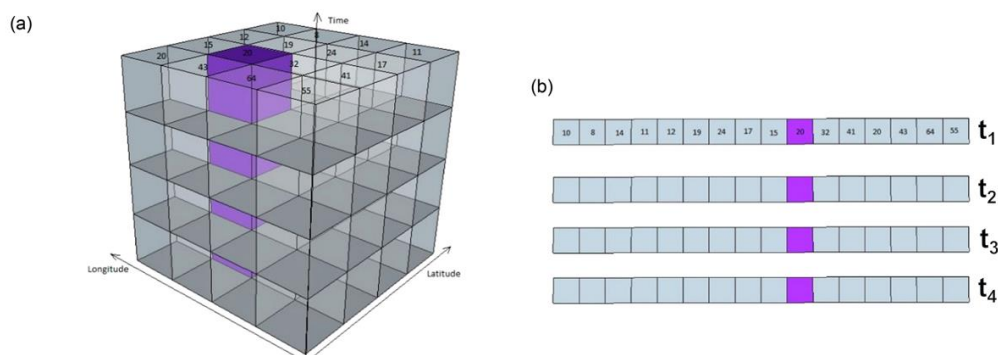 (a)
Time
10 8 14 11
12 19 24 17
15 20 32 41
20 43 64 55
Longitude
Latitude
(b)
10 8 14 11 12 19 24 17 15 20 32 41 20 43 64 55 t1
t2
t3
t4